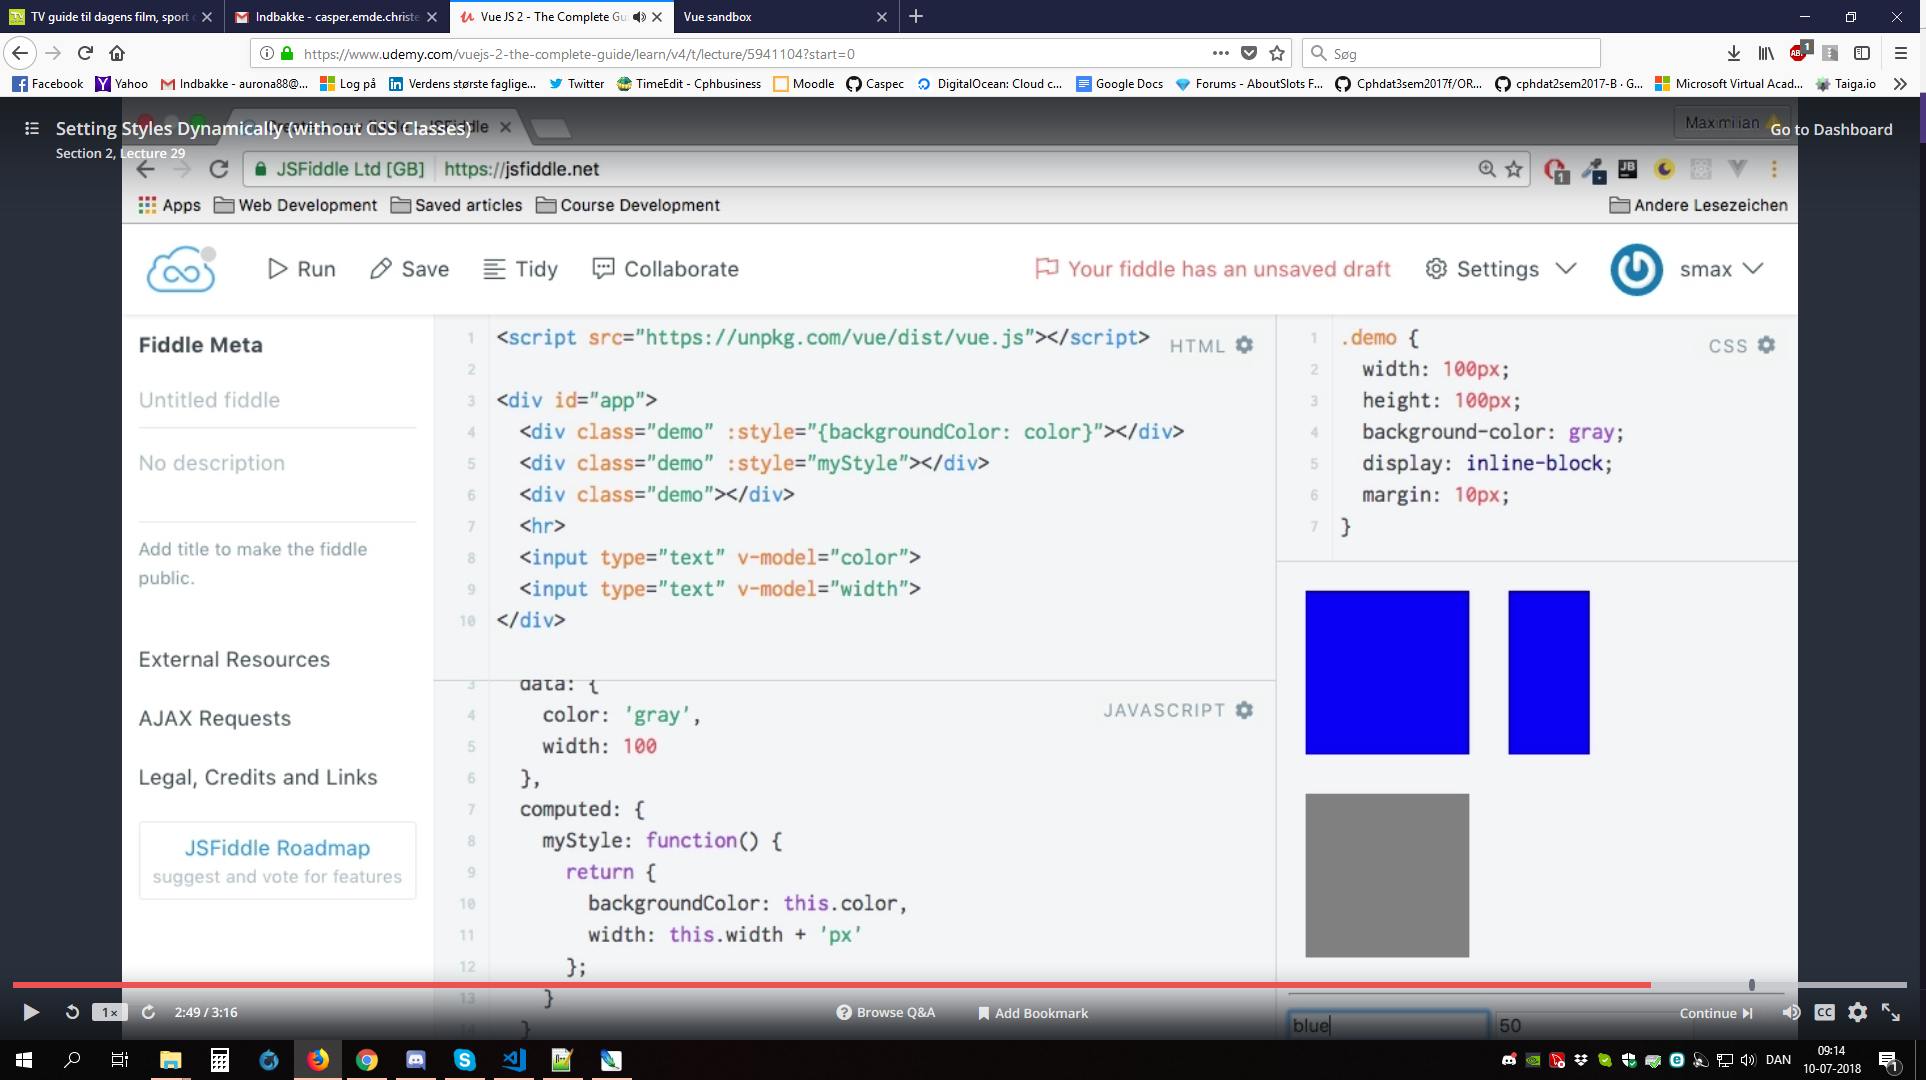 TV guide til dagens film, sport o
Indbakke - casper.emde.christe
Vue JS 2 - The Complete Gu
Vue sandbox
https://www.udemy.com/vuejs-2-the-complete-guide/learn/v4/t/lecture/5941104?start=0
Søg
1
Facebook
Yahoo
Indbakke - aurona88@...
Log på
Verdens største faglige...
Twitter
TimeEdit - Cphbusiness
Moodle
Caspec
DigitalOcean: Cloud c...
Google Docs
Forums - AboutSlots F...
Cphdat3sem2017f/OR...
cphdat2sem2017-B · G...
Microsoft Virtual Acad...
Taiga.io
Setting Styles Dynamically (without CSS Classes)
Section 2, Lecture 29
Maximilian
Go to Dashboard
JSFiddle Ltd [GB]
https://jsfiddle.net
1
JB
Apps
Web Development
Saved articles
Course Development
Andere Lesezeichen
Run
Save
Tidy
Collaborate
Your fiddle has an unsaved draft
Settings
smax
Fiddle Meta
Untitled fiddle
No description
Add title to make the fiddle
public.
External Resources
AJAX Requests
Legal, Credits and Links
JSFiddle Roadmap
suggest and vote for features
HTML
1 <script src="https://unpkg.com/vue/dist/vue.js"></script>
2
3 <div id="app">
4 <div class="demo" :style="{backgroundColor: color}"></div>
5 <div class="demo" :style="myStyle"></div>
6 <div class="demo"></div>
7 <hr>
8 <input type="text" v-model="color">
9 <input type="text" v-model="width">
10 </div>
CSS
1 .demo {
2 width: 100px;
3 height: 100px;
4 background-color: gray;
5 display: inline-block;
6 margin: 10px;
7 }
JAVASCRIPT
3 data: {
4 color: 'gray',
5 width: 100
6 },
7 computed: {
8 myStyle: function() {
9 return {
10 backgroundColor: this.color,
11 width: this.width + 'px'
12 };
13 }
14 }
blue
50
1×
2:49 / 3:16
Browse Q&A
Add Bookmark
Continue
CC
DAN
09:14
10-07-2018
1